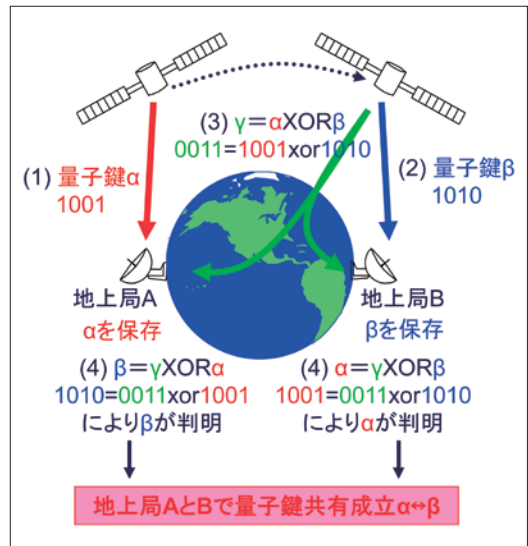 (3) γ＝αXORβ
0011=1001xor1010
(1) 量子鍵α
1001
(2) 量子鍵β
1010
地上局A
αを保存
地上局B
βを保存
(4) β＝γXORα
1010=0011xor1001
によりβが判明
(4) α＝γXORβ
1001=0011xor1010
によりαが判明
地上局AとBで量子鍵共有成立α↔β